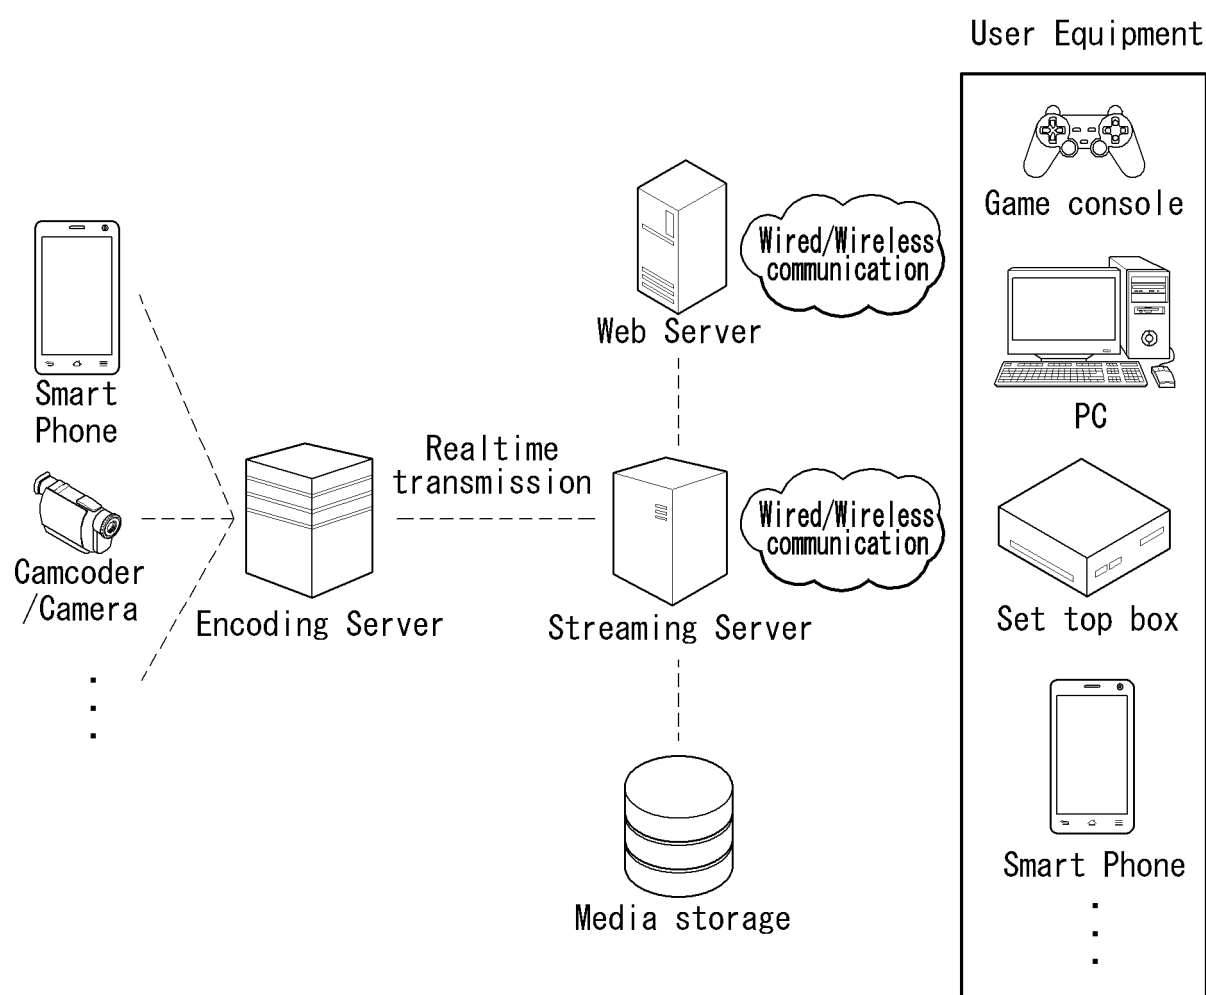 User Equipment
Game console
Wired/Wireless
communication
Web Server
Smart
Phone
PC
Realtime
transmission
Wired/Wireless
communication
Camcoder
/Camera
Encoding Server
Streaming Server
Set top box
Smart Phone
Media storage